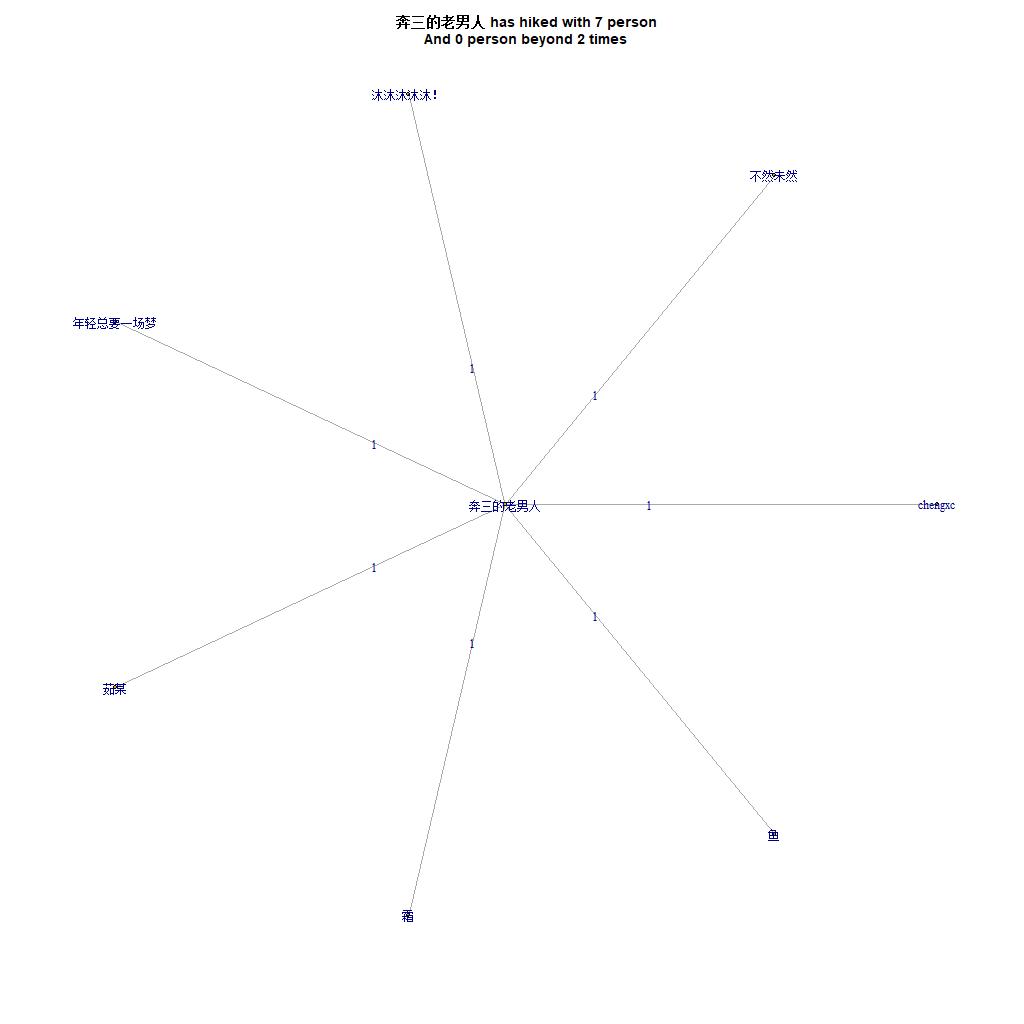 奔三的老男人 has hiked with 7 person
And 0 person beyond 2 times
沐沐沐沐沐!
不然未然
年轻总要一场梦
1
1
1
奔三的老男人
1
chengxc
1
1
1
茹棠
鱼
霜